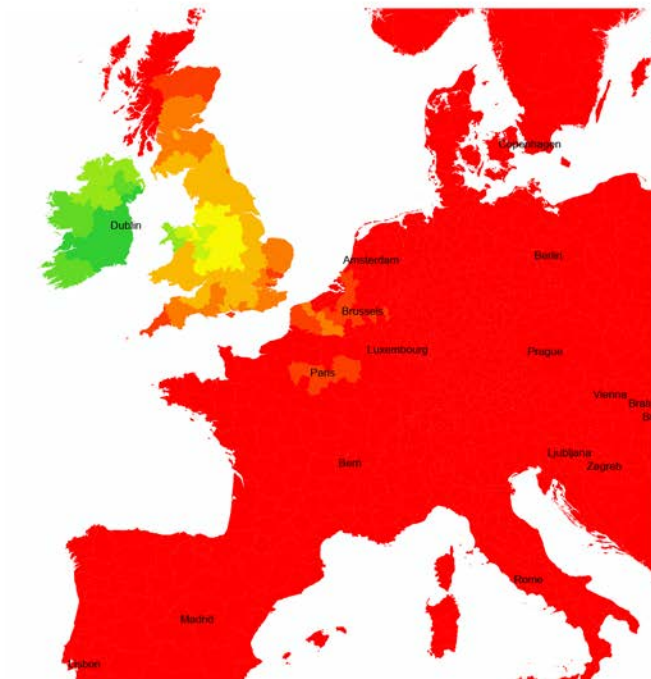 Copenhagen
Dublin
Berlin
Amsterdam
Brussels
Luxembourg
Prague
Paris
Vienna
Ljubljana
Bern
Zagreb
Rome
Madrid
Lisbon